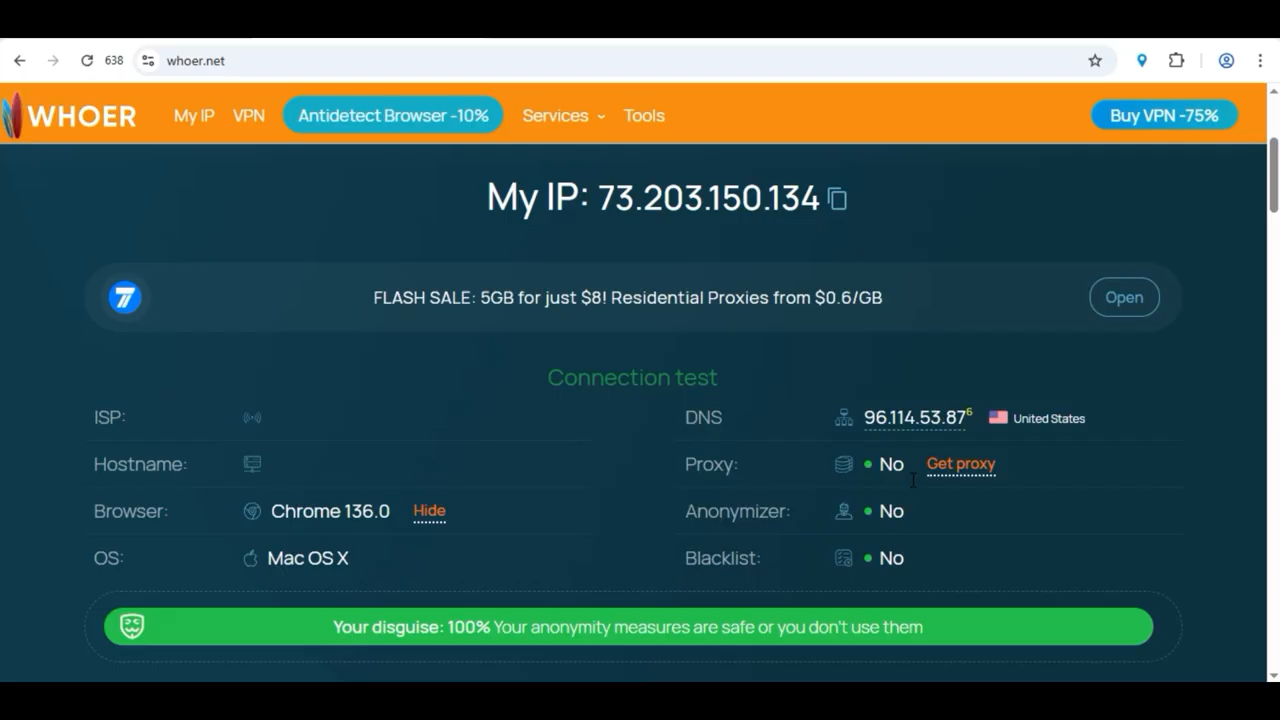 638 whoer.net
WHOER My IP VPN Antidetect Browser -10% Services Tools Buy VPN -75%
My IP: 73.203.150.134
FLASH SALE: 5GB for just $8! Residential Proxies from $0.6/GB Open
Connection test
ISP: DNS 96.114.53.87 6 United States
Hostname: Proxy: No Get proxy
Browser: Chrome 136.0 Hide Anonymizer: No
OS: Mac OS X Blacklist: No
Your disguise: 100% Your anonymity measures are safe or you don't use them